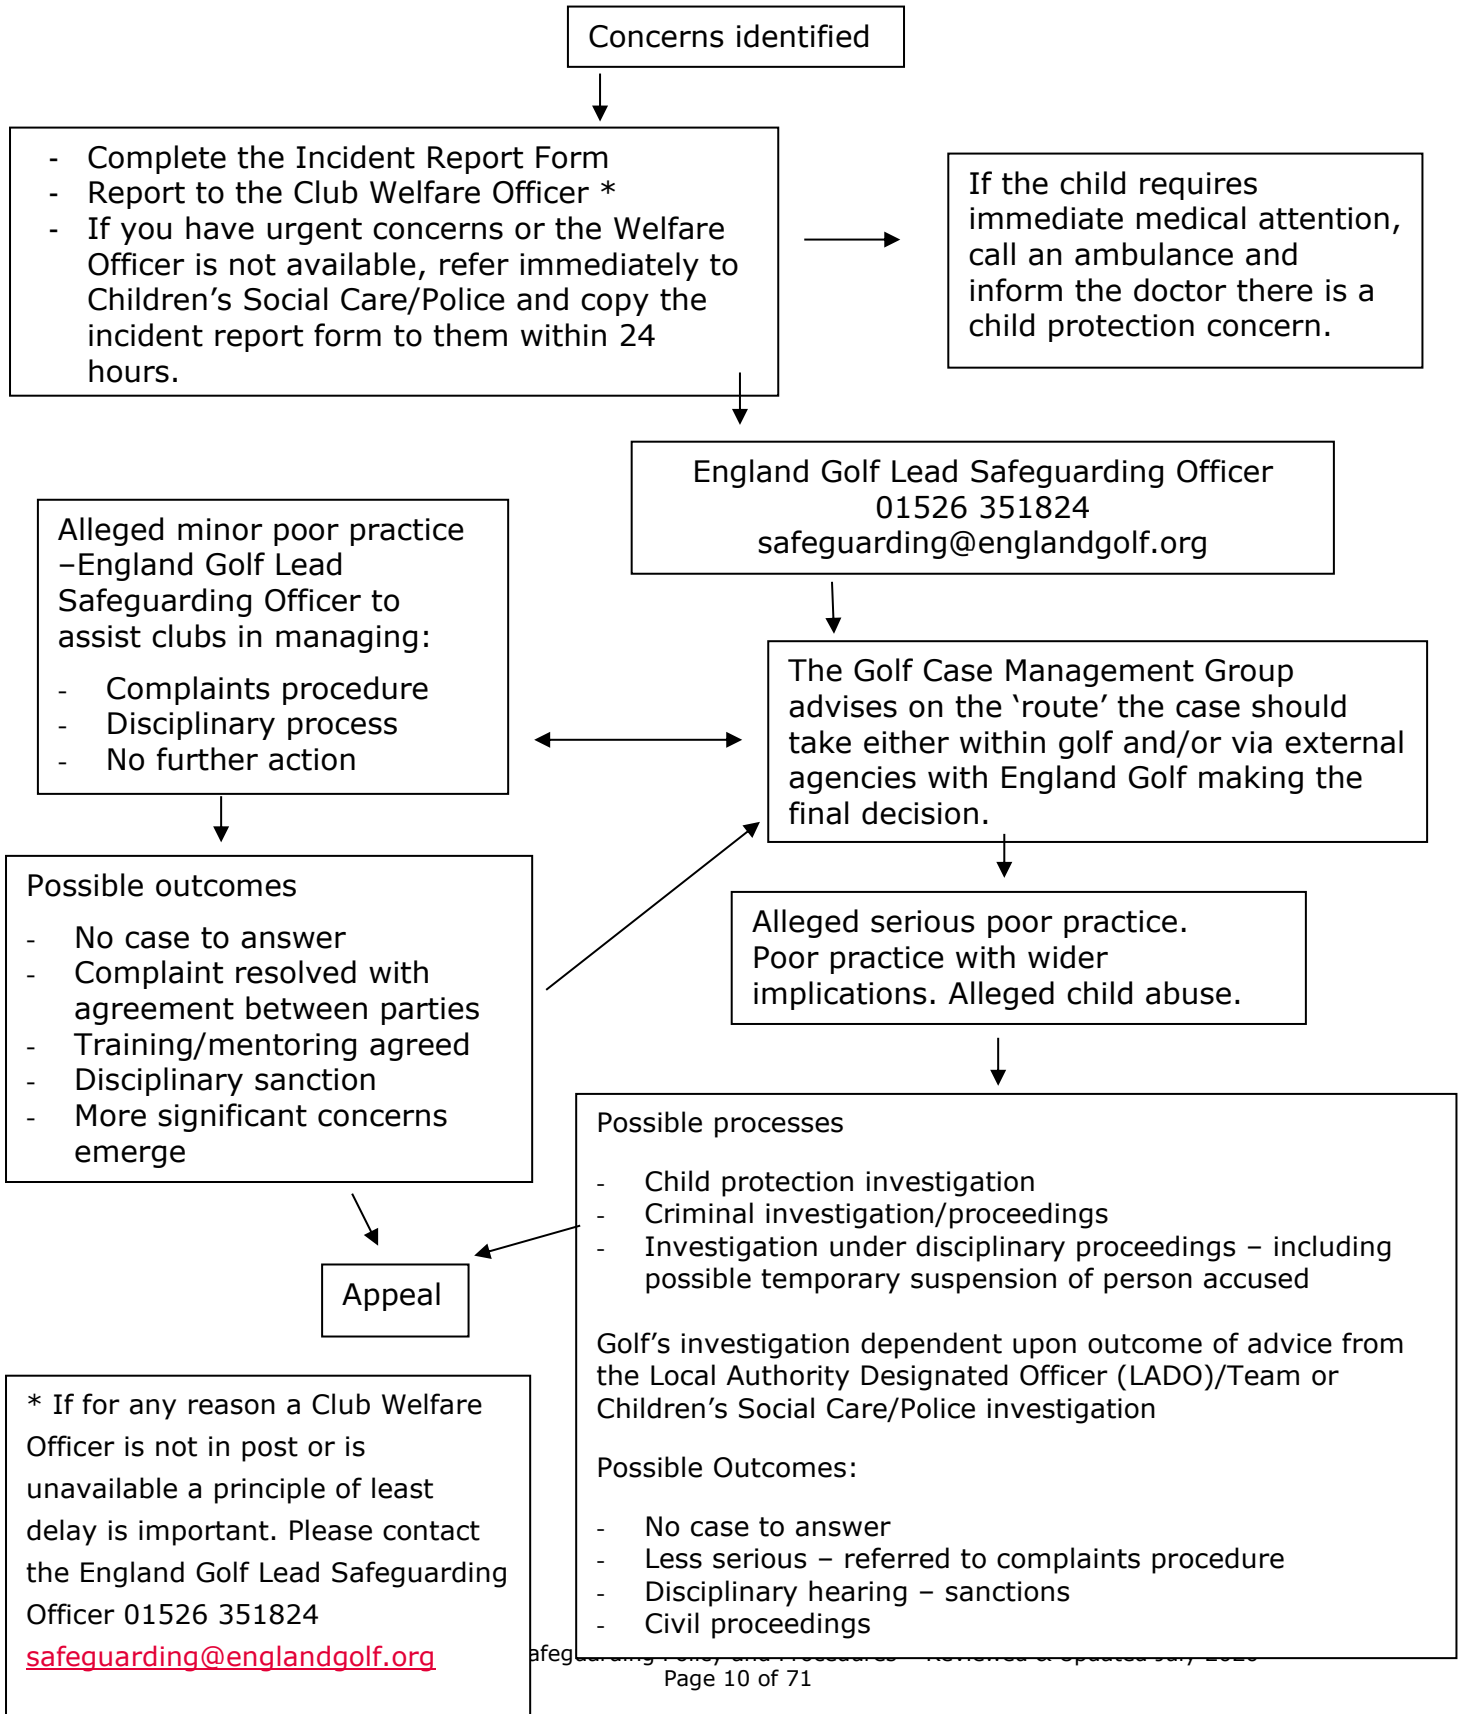 Concerns identified
- Complete the Incident Report Form
- Report to the Club Welfare Officer *
- If you have urgent concerns or the Welfare
Officer is not available, refer immediately to
Children’s Social Care/Police and copy the
incident report form to them within 24
hours.
If the child requires
immediate medical attention,
call an ambulance and
inform the doctor there is a
child protection concern.
England Golf Lead Safeguarding Officer
01526 351824
safeguarding@englandgolf.org
Alleged minor poor practice
–England Golf Lead
Safeguarding Officer to
assist clubs in managing:
- Complaints procedure
- Disciplinary process
- No further action
The Golf Case Management Group
advises on the ‘route’ the case should
take either within golf and/or via external
agencies with England Golf making the
final decision.
Possible outcomes
- No case to answer
- Complaint resolved with
agreement between parties
- Training/mentoring agreed
- Disciplinary sanction
- More significant concerns
emerge
Alleged serious poor practice.
Poor practice with wider
implications. Alleged child abuse.
Possible processes
- Child protection investigation
- Criminal investigation/proceedings
- Investigation under disciplinary proceedings – including
possible temporary suspension of person accused
Golf’s investigation dependent upon outcome of advice from
the Local Authority Designated Officer (LADO)/Team or
Children’s Social Care/Police investigation
Possible Outcomes:
- No case to answer
- Less serious – referred to complaints procedure
- Disciplinary hearing – sanctions
- Civil proceedings
Appeal
* If for any reason a Club Welfare
Officer is not in post or is
unavailable a principle of least
delay is important. Please contact
the England Golf Lead Safeguarding
Officer 01526 351824
safeguarding@englandgolf.org
Page 10 of 71